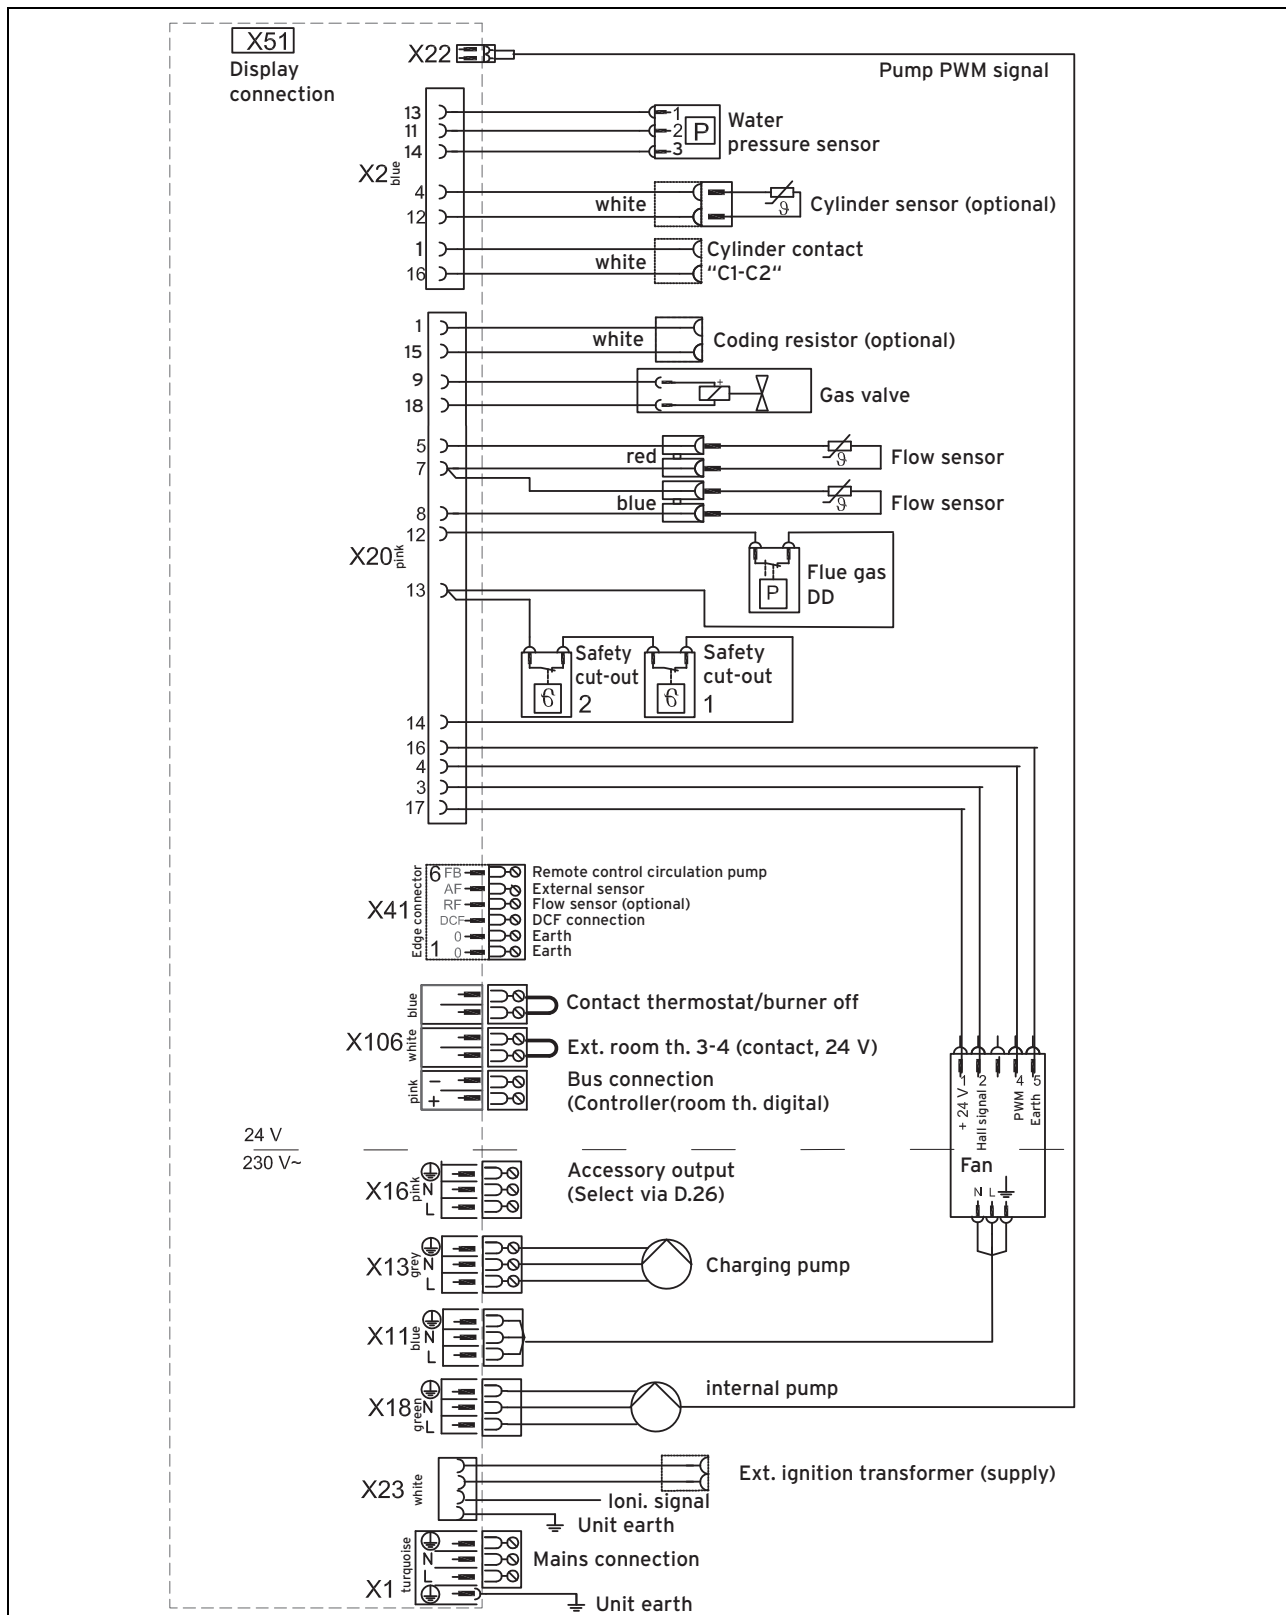 X51
Display
connection
X22
Pump PWM signal
X2
blue
13
11
14
4
12
1
16
1
2
3
P
Water
pressure sensor
white
ϑ
Cylinder sensor (optional)
white
Cylinder contact
“C1-C2“
X20
pink
1
15
9
18
5
7
8
12
13
14
16
4
3
17
white
Coding resistor (optional)
+
Gas valve
red
ϑ
Flow sensor
blue
ϑ
Flow sensor
P
Flue gas
DD
ϑ
Safety
cut-out
2
ϑ
Safety
cut-out
1
X41
Edge connector
6 FB
Remote control circulation pump
AF
External sensor
RF
Flow sensor (optional)
DCF
DCF connection
0
Earth
1 0
Earth
X106
blue
Contact thermostat/burner off
white
Ext. room th. 3-4 (contact, 24 V)
pink
–
+
Bus connection
(Controller(room th. digital)
1 2 4 5
+ 24 V
Hall signal
PWM
Earth
Fan
N L
24 V
230 V~
X16
pink
N
L
Accessory output
(Select via D.26)
X13
grey
N
L
Charging pump
X11
blue
N
L
X18
green
N
L
internal pump
X23
white
Ext. ignition transformer (supply)
Ioni. signal
Unit earth
X1
turquoise
N
L
Mains connection
Unit earth